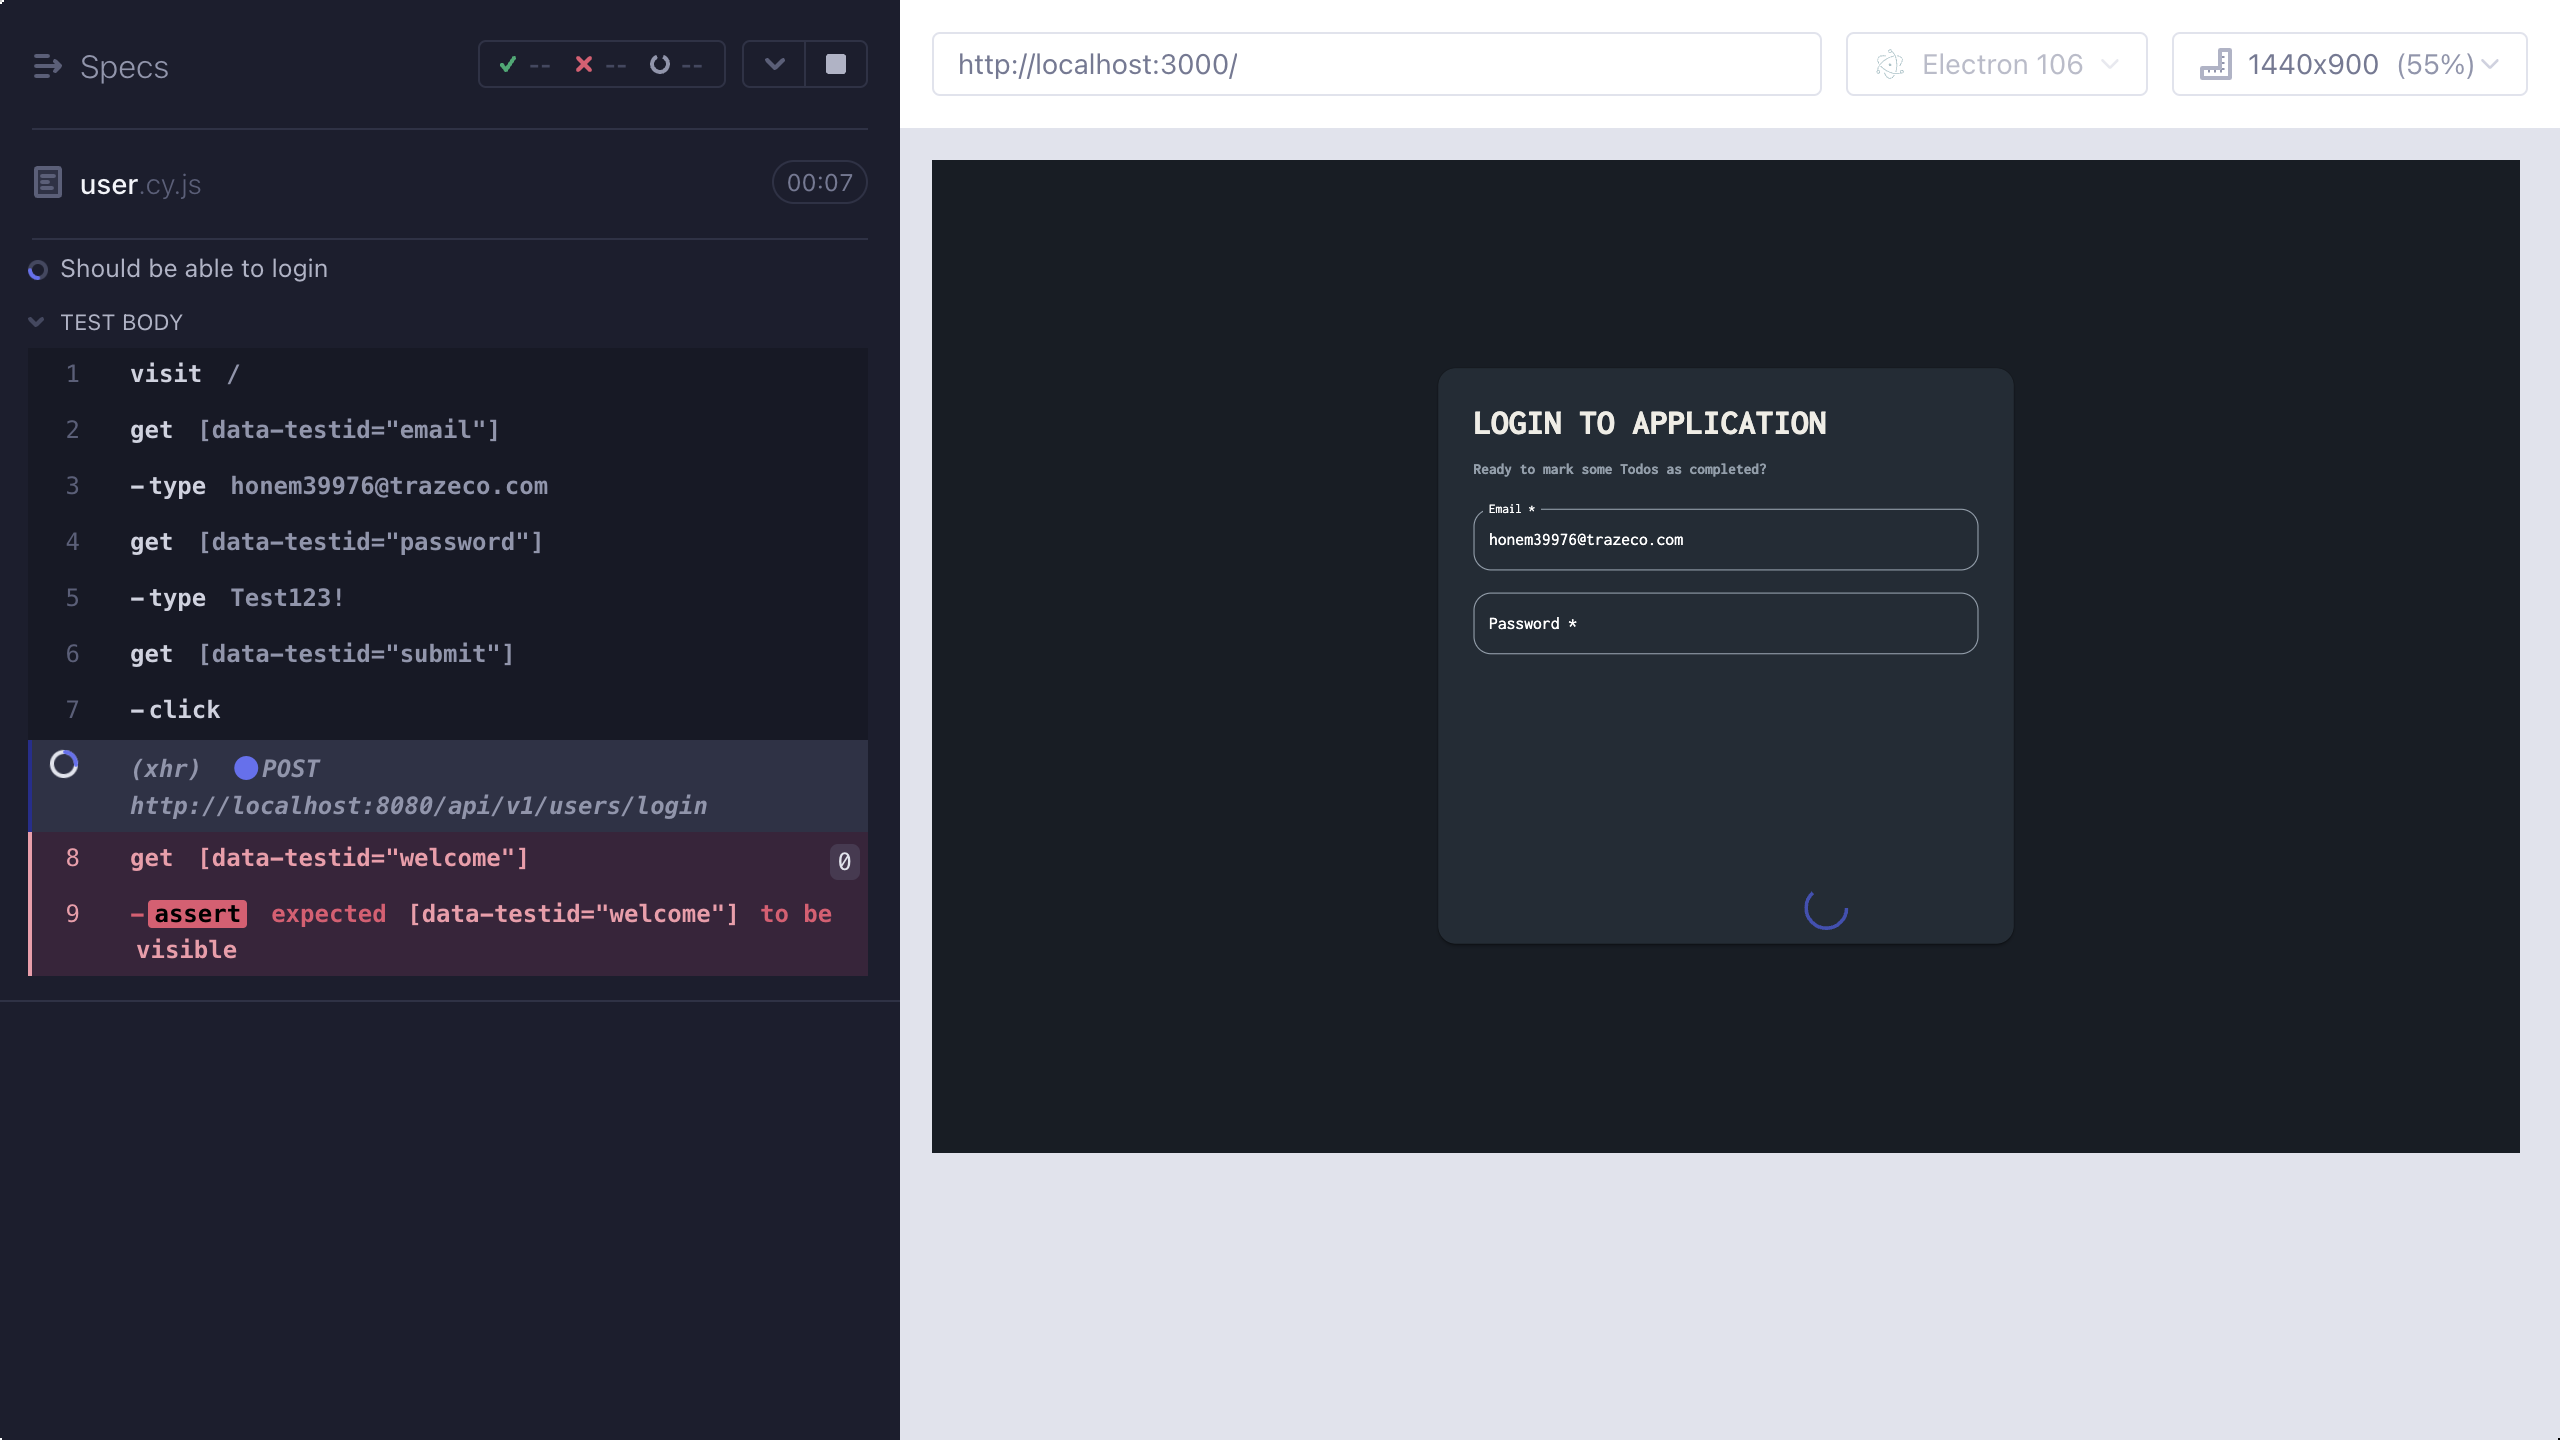 Specs
-- -- --
user.cy.js
00:07
Should be able to login
TEST BODY
1 visit /
2 get [data-testid="email"]
3 -type honem39976@trazeco.com
4 get [data-testid="password"]
5 -type Test123!
6 get [data-testid="submit"]
7 -click
(xhr) POST
http://localhost:8080/api/v1/users/login
8 get [data-testid="welcome"] 0
9 -assert expected [data-testid="welcome"] to be
visible
http://localhost:3000/
Electron 106
1440x900 (55%)
LOGIN TO APPLICATION
Ready to mark some Todos as completed?
Email *
honem39976@trazeco.com
Password *